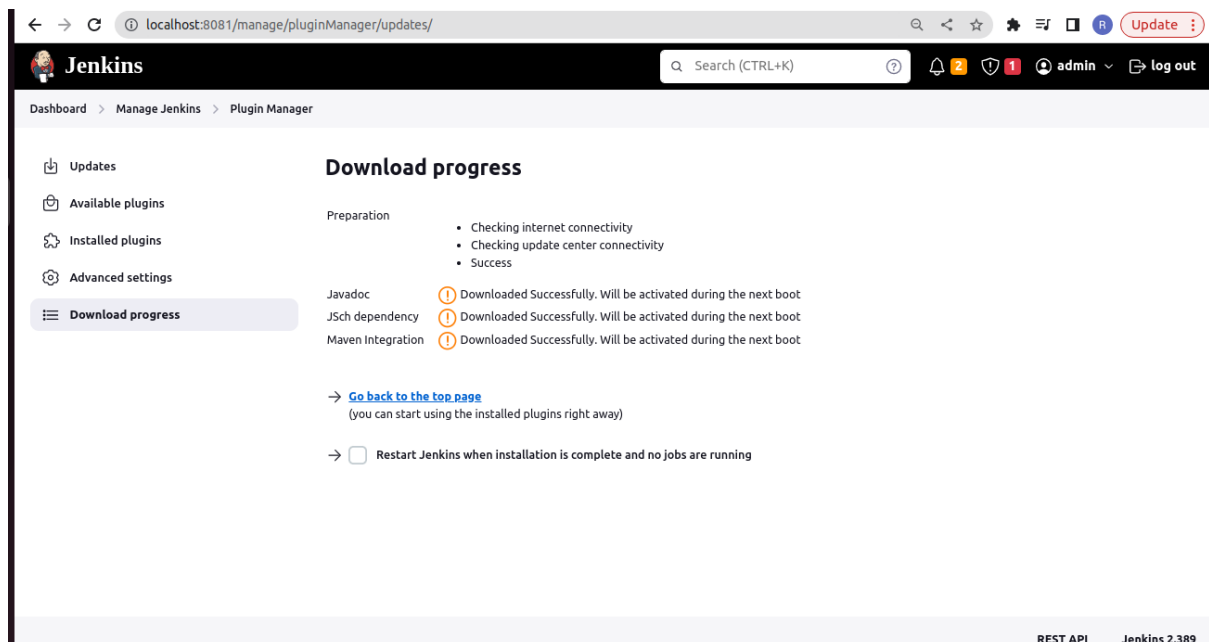 localhost:8081/manage/pluginManager/updates/
R
Update
Jenkins
Search (CTRL+K)
2
1
admin
log out
Dashboard > Manage Jenkins > Plugin Manager
Updates
Available plugins
Installed plugins
Advanced settings
Download progress
Download progress
Preparation
• Checking internet connectivity
• Checking update center connectivity
• Success
Javadoc Downloaded Successfully. Will be activated during the next boot
JSch dependency Downloaded Successfully. Will be activated during the next boot
Maven Integration Downloaded Successfully. Will be activated during the next boot
→ Go back to the top page
(you can start using the installed plugins right away)
→ Restart Jenkins when installation is complete and no jobs are running
REST API Jenkins 2.389